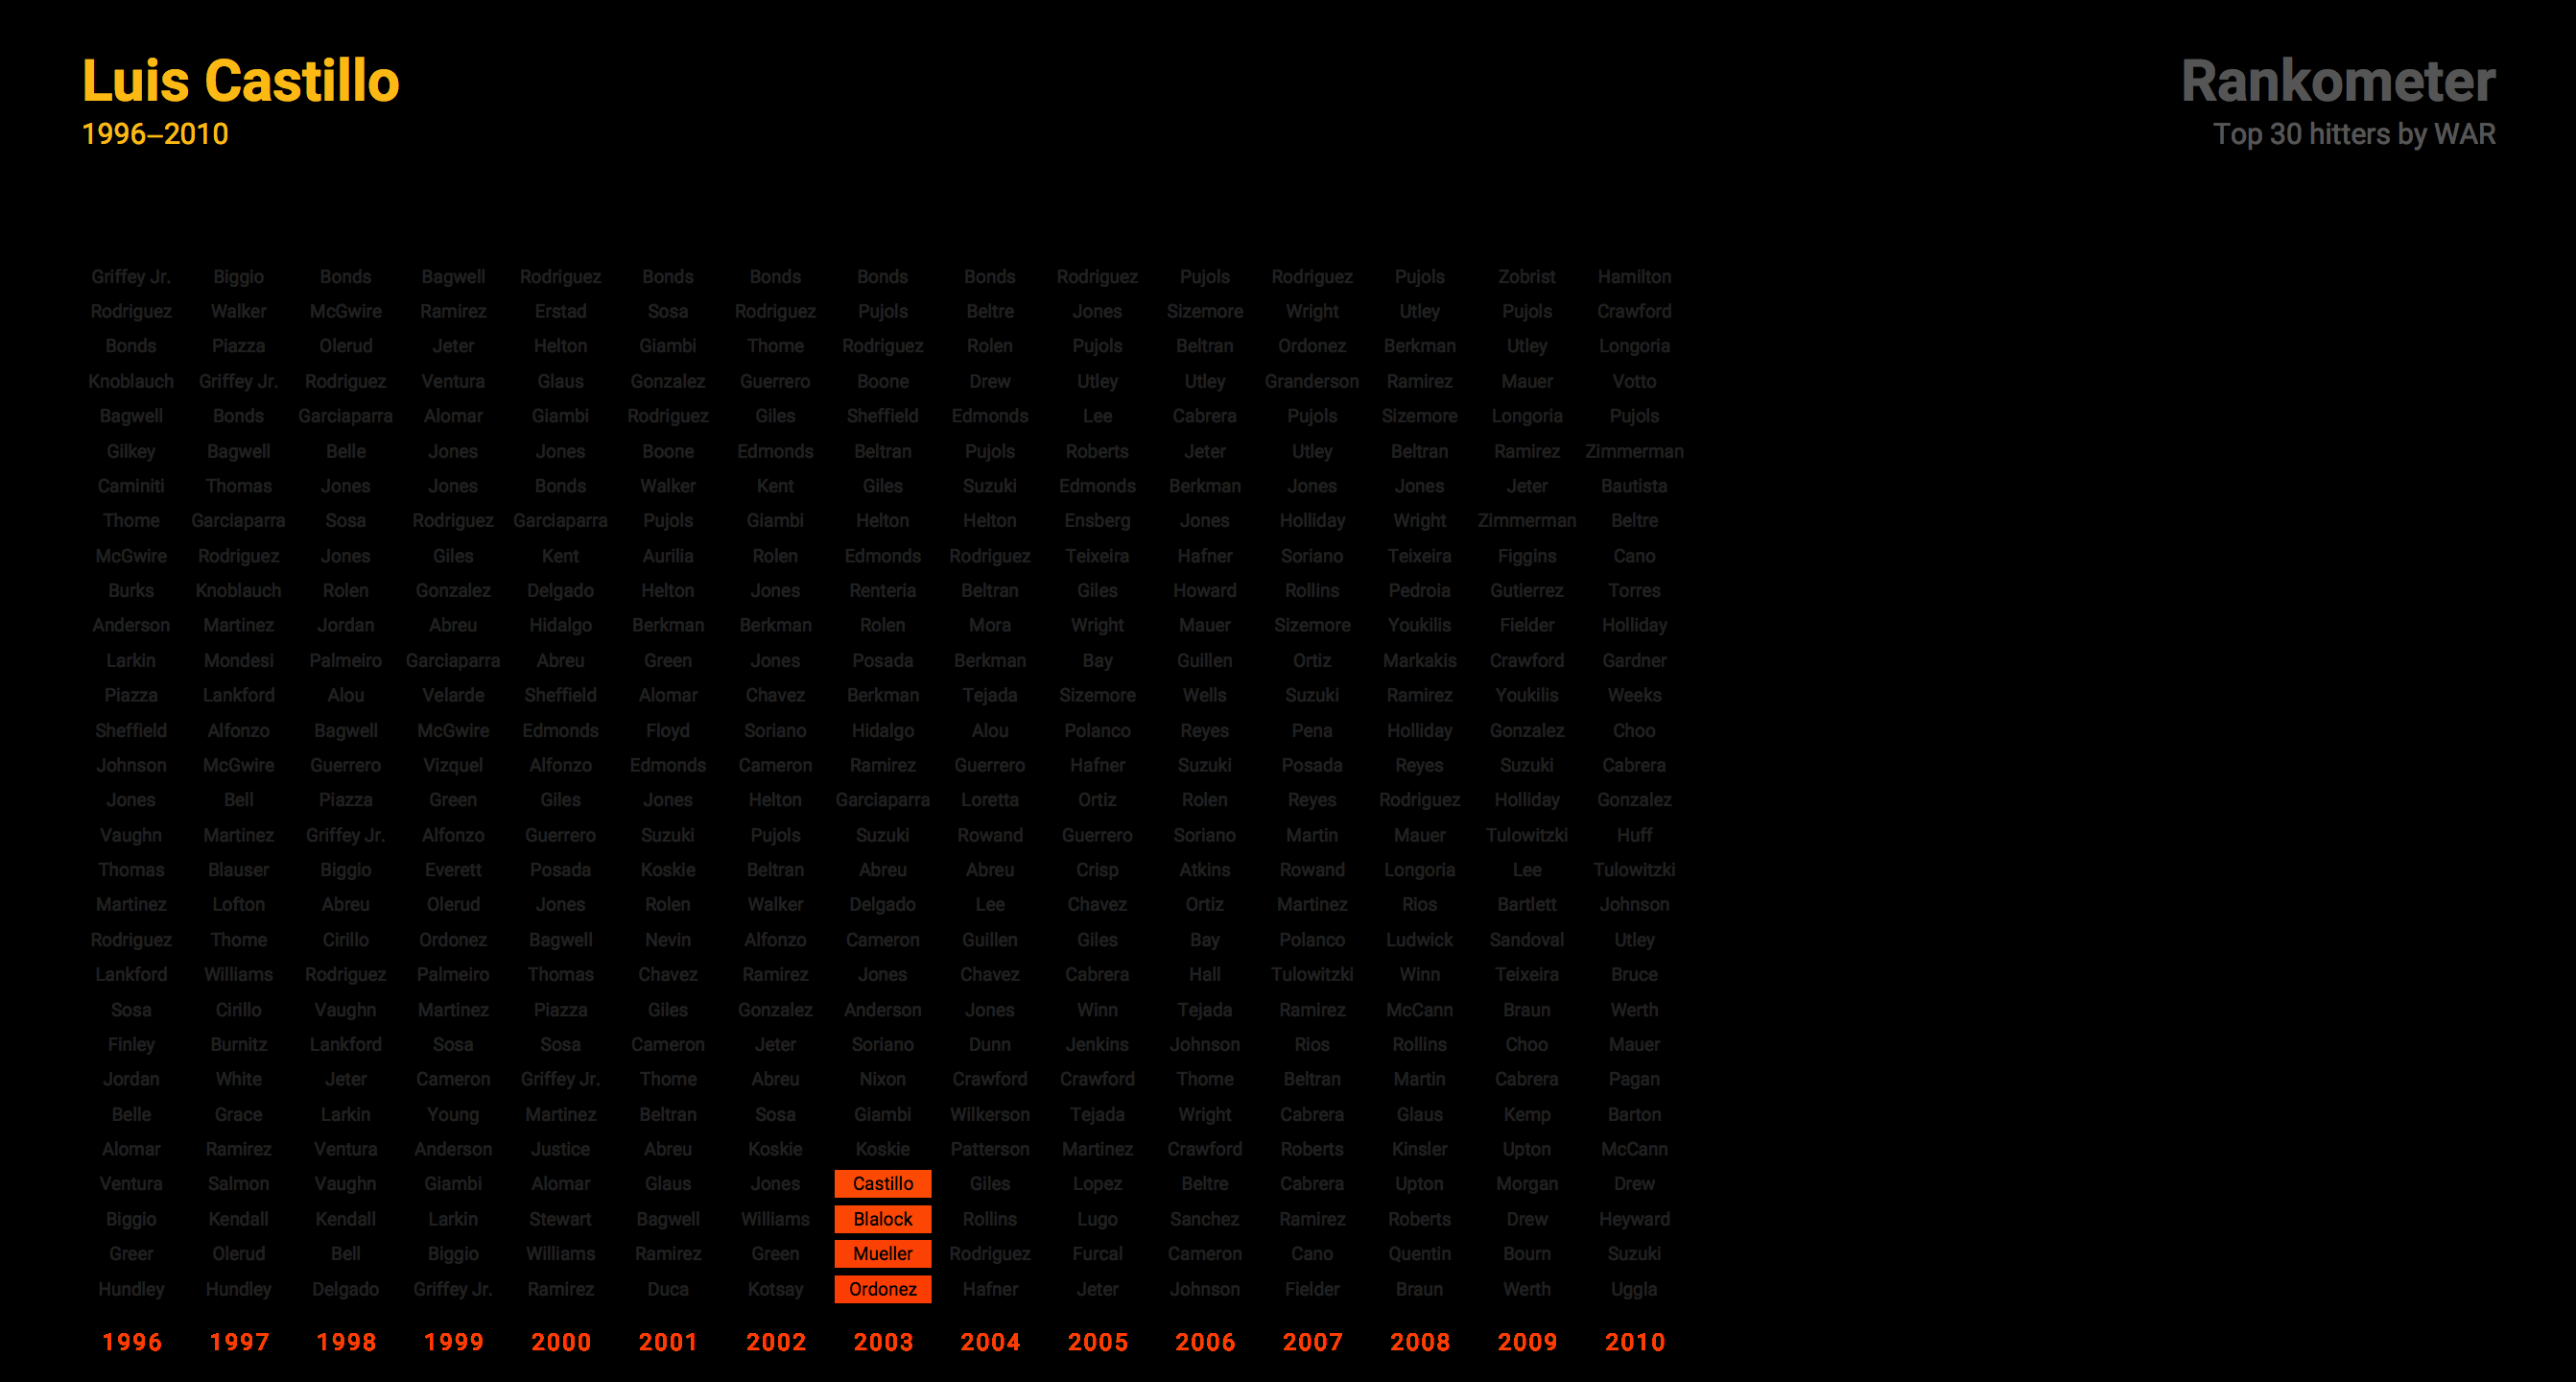 Luis Castillo
1996–2010
Rankometer
Top 30 hitters by WAR
Griffey Jr. Biggio Bonds Bagwell Rodriguez Bonds Bonds Bonds Bonds Rodriguez Pujols Rodriguez Pujols Zobrist Hamilton
Rodriguez Walker McGwire Ramirez Erstad Sosa Rodriguez Pujols Beltre Jones Sizemore Wright Utley Pujols Crawford
Bonds Piazza Olerud Jeter Helton Giambi Thome Rodriguez Rolen Pujols Beltran Ordonez Berkman Utley Longoria
Knoblauch Griffey Jr. Rodriguez Ventura Glaus Gonzalez Guerrero Boone Drew Utley Utley Granderson Ramirez Mauer Votto
Bagwell Bonds Garciaparra Alomar Giambi Rodriguez Giles Sheffield Edmonds Lee Cabrera Pujols Sizemore Longoria Pujols
Gilkey Bagwell Belle Jones Jones Boone Edmonds Beltran Pujols Roberts Jeter Utley Beltran Ramirez Zimmerman
Caminiti Thomas Jones Jones Bonds Walker Kent Giles Suzuki Edmonds Berkman Jones Jones Jeter Bautista
Thome Garciaparra Sosa Rodriguez Garciaparra Pujols Giambi Helton Helton Ensberg Jones Holliday Wright Zimmerman Beltre
McGwire Rodriguez Jones Giles Kent Aurilia Rolen Edmonds Rodriguez Teixeira Hafner Soriano Teixeira Figgins Cano
Burks Knoblauch Rolen Gonzalez Delgado Helton Jones Renteria Beltran Giles Howard Rollins Pedroia Gutierrez Torres
Anderson Martinez Jordan Abreu Hidalgo Berkman Berkman Rolen Mora Wright Mauer Sizemore Youkilis Fielder Holliday
Larkin Mondesi Palmeiro Garciaparra Abreu Green Jones Posada Berkman Bay Guillen Ortiz Markakis Crawford Gardner
Piazza Lankford Alou Velarde Sheffield Alomar Chavez Berkman Tejada Sizemore Wells Suzuki Ramirez Youkilis Weeks
Sheffield Alfonzo Bagwell McGwire Edmonds Floyd Soriano Hidalgo Alou Polanco Reyes Pena Holliday Gonzalez Choo
Johnson McGwire Guerrero Vizquel Alfonzo Edmonds Cameron Ramirez Guerrero Hafner Suzuki Posada Reyes Suzuki Cabrera
Jones Bell Piazza Green Giles Jones Helton Garciaparra Loretta Ortiz Rolen Reyes Rodriguez Holliday Gonzalez
Vaughn Martinez Griffey Jr. Alfonzo Guerrero Suzuki Pujols Suzuki Rowand Guerrero Soriano Martin Mauer Tulowitzki Huff
Thomas Blauser Biggio Everett Posada Koskie Beltran Abreu Abreu Crisp Atkins Rowand Longoria Lee Tulowitzki
Martinez Lofton Abreu Olerud Jones Rolen Walker Delgado Lee Chavez Ortiz Martinez Rios Bartlett Johnson
Rodriguez Thome Cirillo Ordonez Bagwell Nevin Alfonzo Cameron Guillen Giles Bay Polanco Ludwick Sandoval Utley
Lankford Williams Rodriguez Palmeiro Thomas Chavez Ramirez Jones Chavez Cabrera Hall Tulowitzki Winn Teixeira Bruce
Sosa Cirillo Vaughn Martinez Piazza Giles Gonzalez Anderson Jones Winn Tejada Ramirez McCann Braun Werth
Finley Burnitz Lankford Sosa Sosa Cameron Jeter Soriano Dunn Jenkins Johnson Rios Rollins Choo Mauer
Jordan White Jeter Cameron Griffey Jr. Thome Abreu Nixon Crawford Crawford Thome Beltran Martin Cabrera Pagan
Belle Grace Larkin Young Martinez Beltran Sosa Giambi Wilkerson Tejada Wright Cabrera Glaus Kemp Barton
Alomar Ramirez Ventura Anderson Justice Abreu Koskie Koskie Patterson Martinez Crawford Roberts Kinsler Upton McCann
Ventura Salmon Vaughn Giambi Alomar Glaus Jones Castillo Giles Lopez Beltre Cabrera Upton Morgan Drew
Biggio Kendall Kendall Larkin Stewart Bagwell Williams Blalock Rollins Lugo Sanchez Ramirez Roberts Drew Heyward
Greer Olerud Bell Biggio Williams Ramirez Green Mueller Rodriguez Furcal Cameron Cano Quentin Bourn Suzuki
Hundley Hundley Delgado Griffey Jr. Ramirez Duca Kotsay Ordonez Hafner Jeter Johnson Fielder Braun Werth Uggla
1996 1997 1998 1999 2000 2001 2002 2003 2004 2005 2006 2007 2008 2009 2010